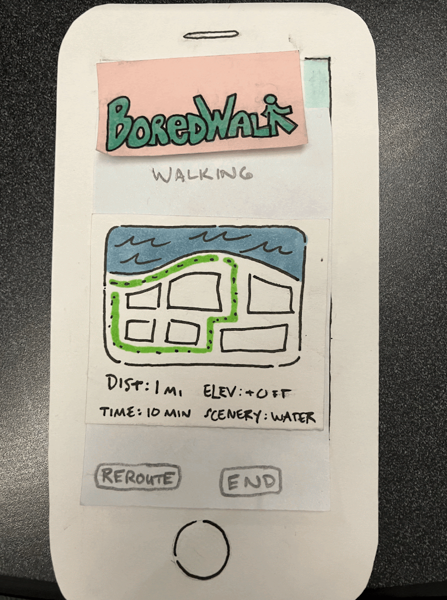 BOREDWALK
WALKING
DIST: 1 MI ELEV: +0 FT
TIME: 10 MIN SCENERY: WATER
REROUTE END